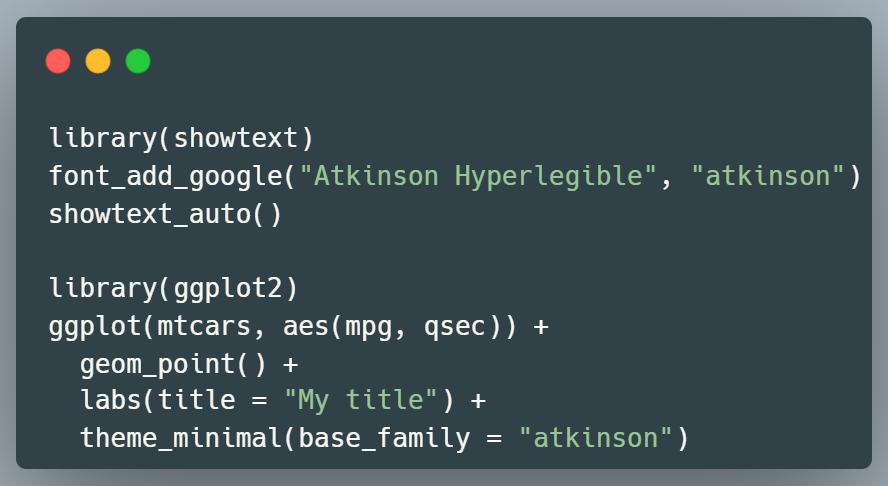 library(showtext)
font_add_google("Atkinson Hyperlegible", "atkinson")
showtext_auto()

library(ggplot2)
ggplot(mtcars, aes(mpg, qsec)) +
  geom_point() +
  labs(title = "My title") +
  theme_minimal(base_family = "atkinson")